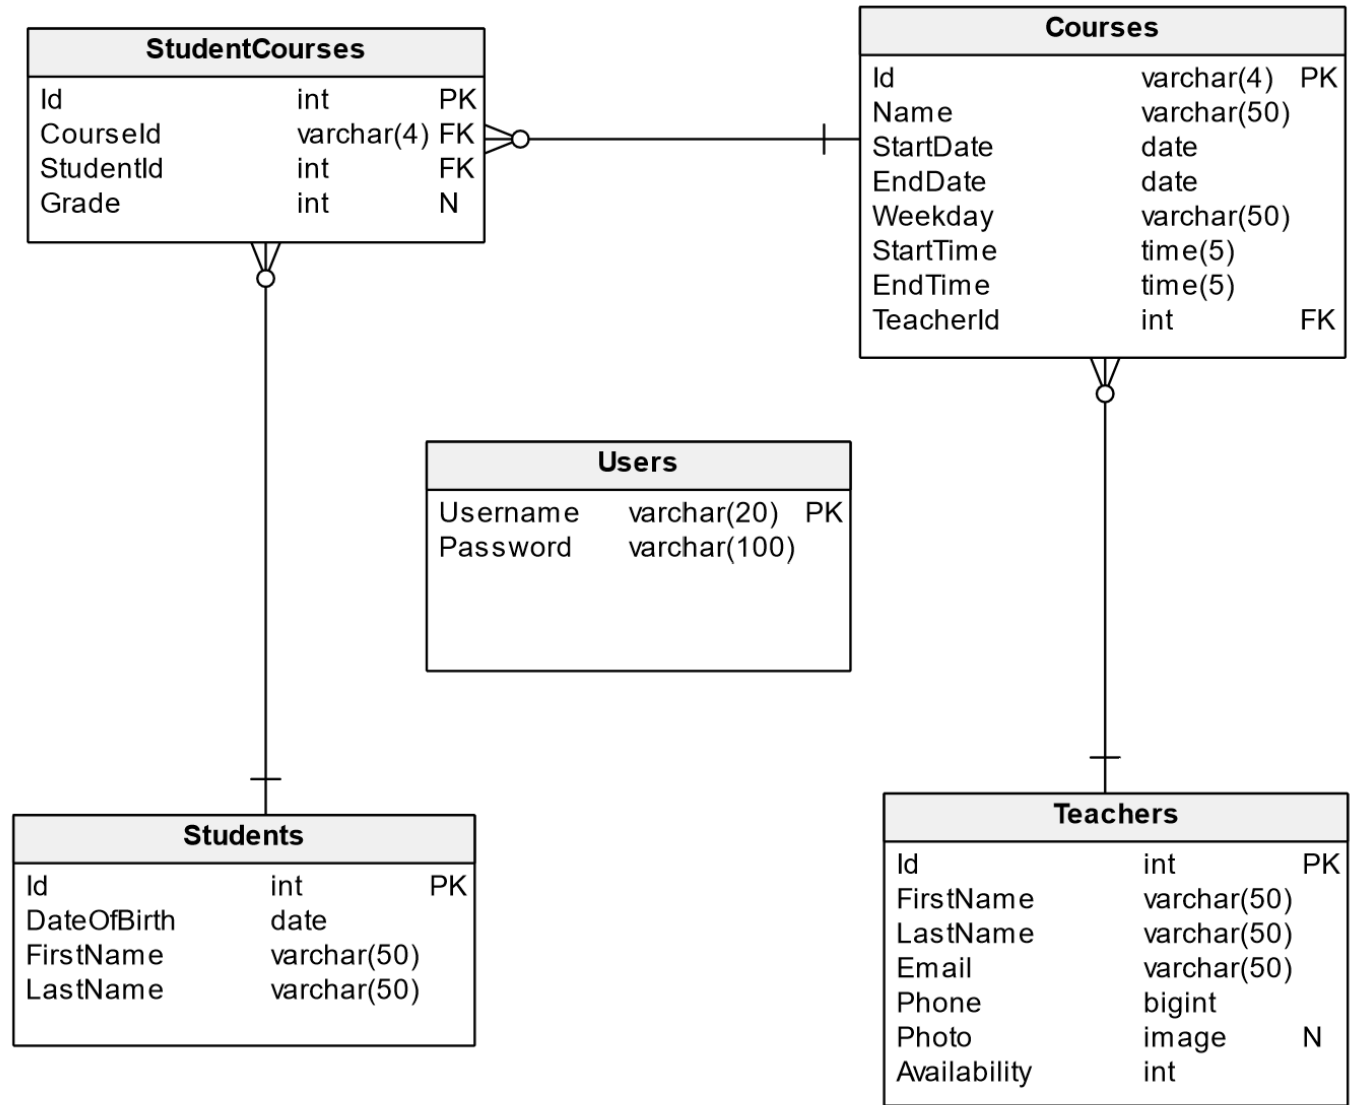 StudentCourses
Id int PK
CourseId varchar(4) FK
StudentId int FK
Grade int N
Courses
Id varchar(4) PK
Name varchar(50)
StartDate date
EndDate date
Weekday varchar(50)
StartTime time(5)
EndTime time(5)
TeacherId int FK
Users
Username varchar(20) PK
Password varchar(100)
Students
Id int PK
DateOfBirth date
FirstName varchar(50)
LastName varchar(50)
Teachers
Id int PK
FirstName varchar(50)
LastName varchar(50)
Email varchar(50)
Phone bigint
Photo image N
Availability int